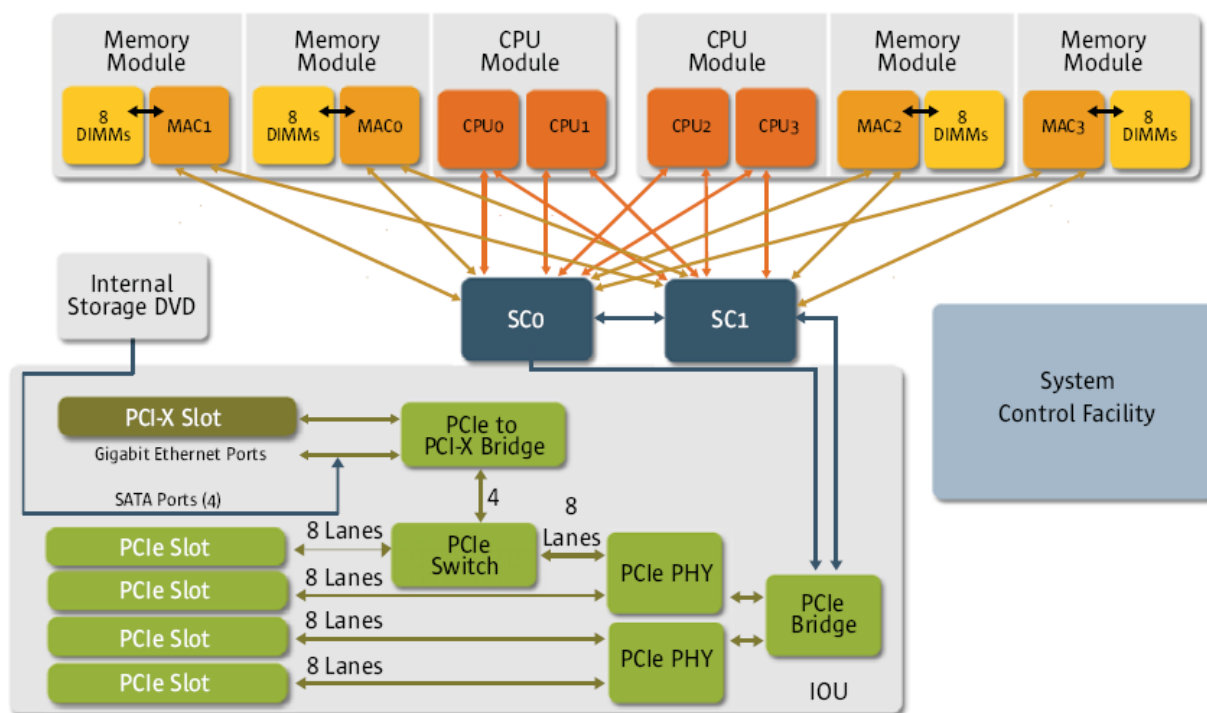 Memory
Module
Memory
Module
CPU
Module
CPU
Module
Memory
Module
Memory
Module
8
DIMMs
MAC1
8
DIMMs
MAC0
CPU0
CPU1
CPU2
CPU3
MAC2
8
DIMMs
MAC3
8
DIMMs
Internal
Storage DVD
SC0
SC1
System
Control Facility
PCI-X Slot
PCIe to
PCI-X Bridge
Gigabit Ethernet Ports
SATA Ports (4)
4
8
Lanes
PCIe Slot
8 Lanes
PCIe
Switch
PCIe Slot
8 Lanes
PCIe PHY
PCIe Slot
8 Lanes
PCIe
Bridge
PCIe Slot
8 Lanes
PCIe PHY
IOU